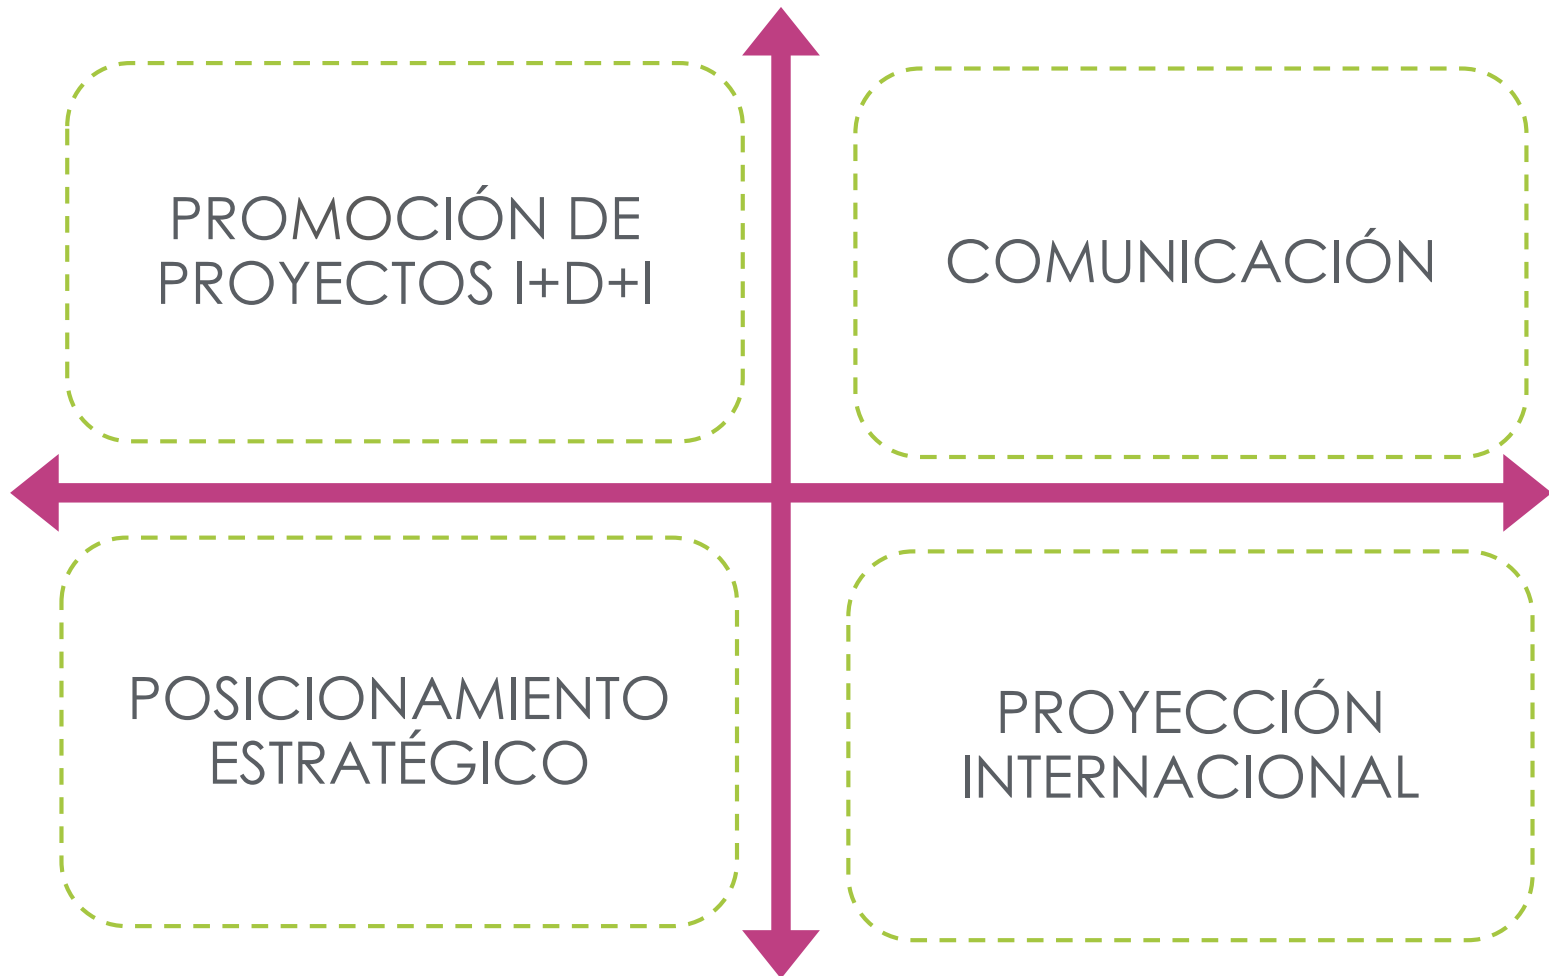 PROMOCIÓN DE
PROYECTOS I+D+I
COMUNICACIÓN
POSICIONAMIENTO
ESTRATÉGICO
PROYECCIÓN
INTERNACIONAL